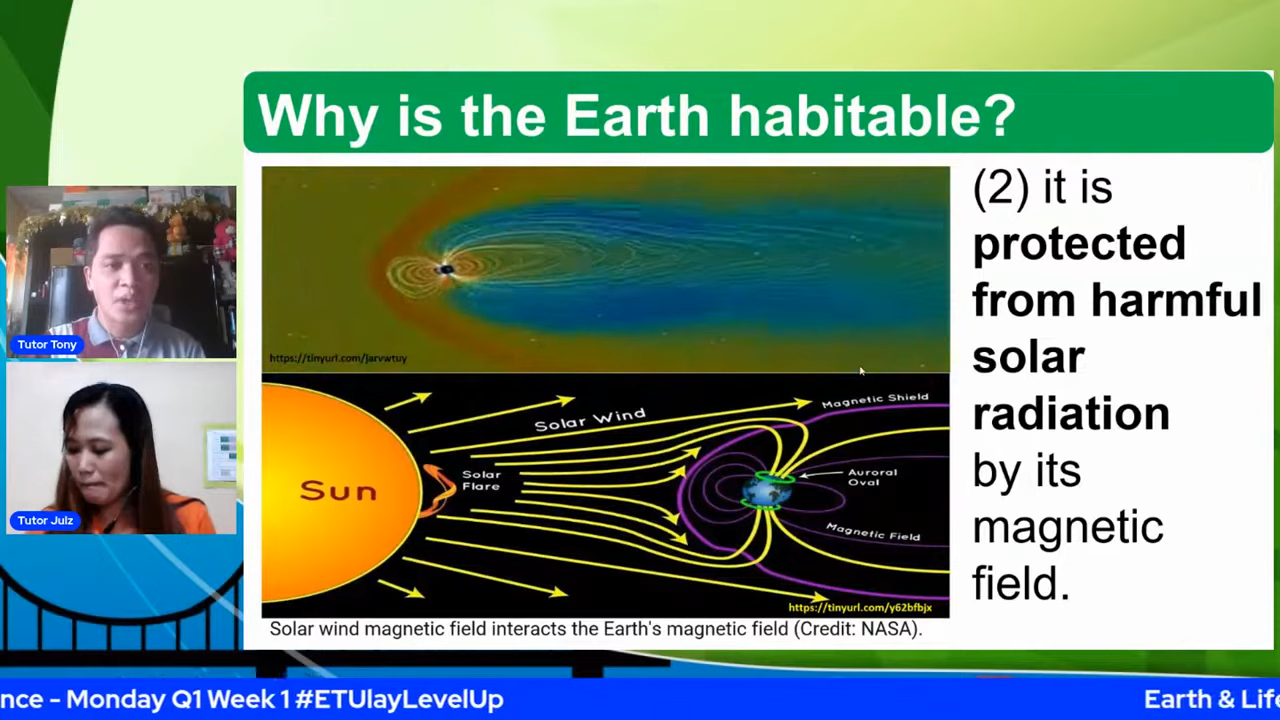 Why is the Earth habitable?
(2) it is
protected
from harmful
solar
radiation
by its
magnetic
field.
https://tinyurl.com/jarvwtuy
Solar Wind
Magnetic Shield
Solar
Flare
Sun
Auroral
Oval
Magnetic Field
https://tinyurl.com/y62bfbjx
Solar wind magnetic field interacts the Earth's magnetic field (Credit: NASA).
Tutor Tony
Tutor Julz
nce - Monday Q1 Week 1 #ETUlayLevelUp
Earth & Life